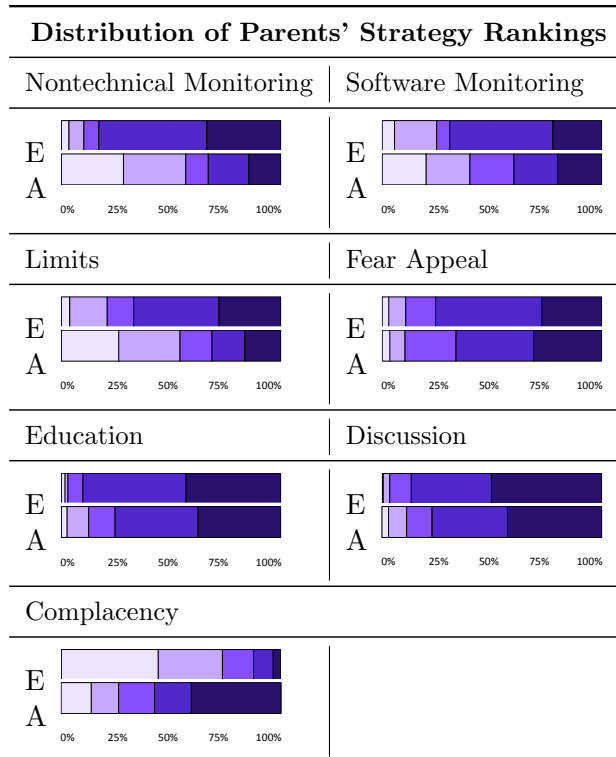 Distribution of Parents’ Strategy Rankings
Nontechnical Monitoring
Software Monitoring
E
A
0% 25% 50% 75% 100%
E
A
0% 25% 50% 75% 100%
Limits
Fear Appeal
E
A
0% 25% 50% 75% 100%
E
A
0% 25% 50% 75% 100%
Education
Discussion
E
A
0% 25% 50% 75% 100%
E
A
0% 25% 50% 75% 100%
Complacency
E
A
0% 25% 50% 75% 100%